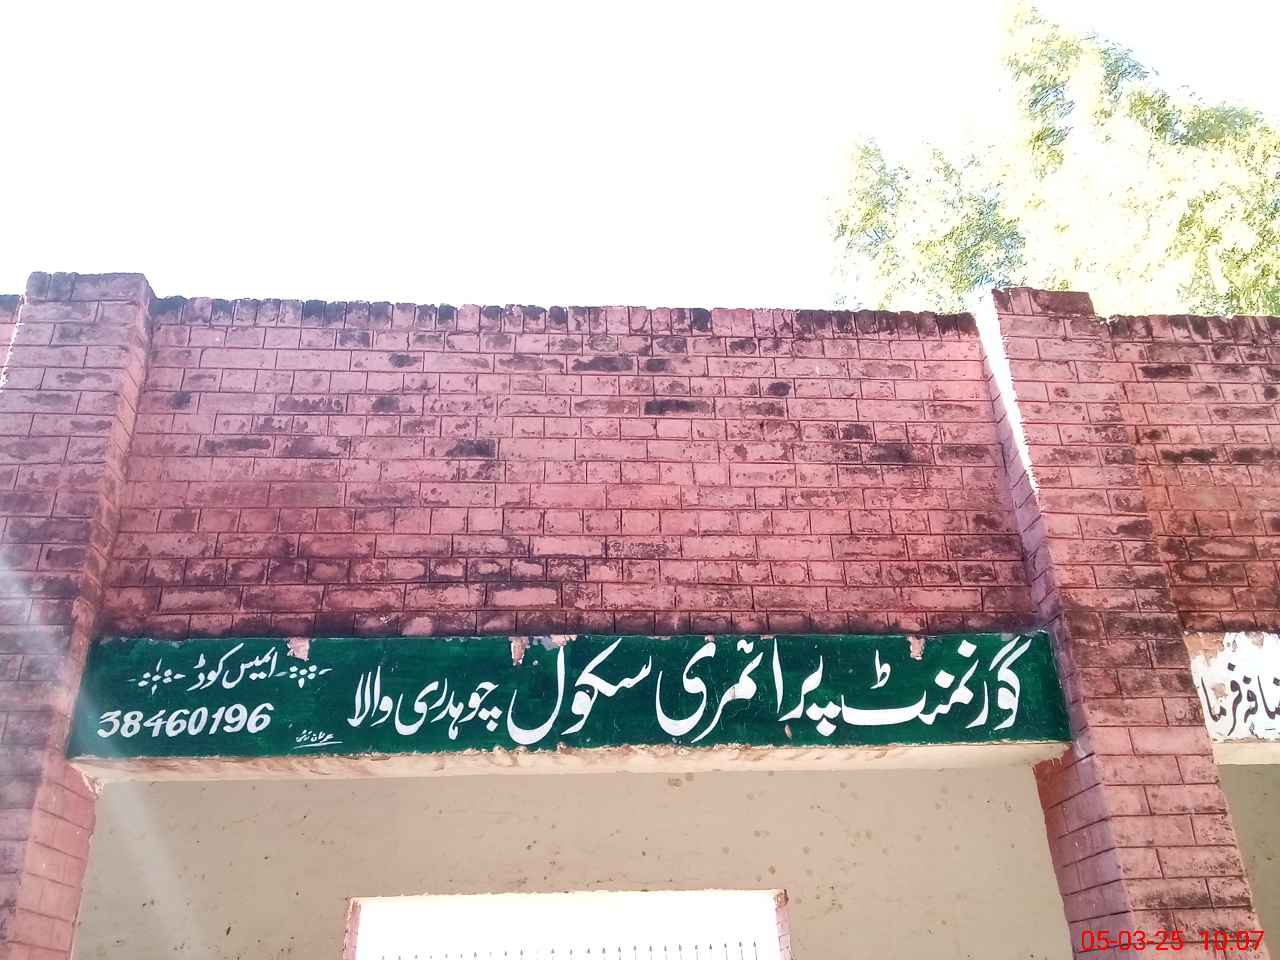 گورنمنٹ پرائمری سکول چوہدری والا
ایمیس کوڈ
38460196
05-03-25 10:07